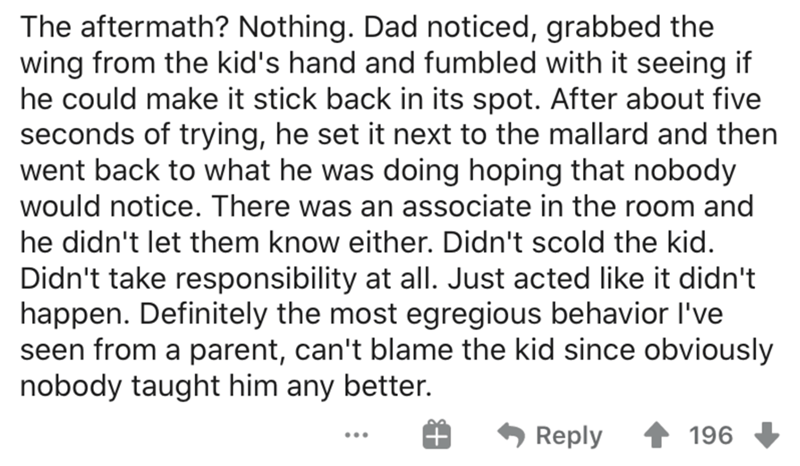 The aftermath? Nothing. Dad noticed, grabbed the
wing from the kid's hand and fumbled with it seeing if
he could make it stick back in its spot. After about five
seconds of trying, he set it next to the mallard and then
went back to what he was doing hoping that nobody
would notice. There was an associate in the room and
he didn't let them know either. Didn't scold the kid.
Didn't take responsibility at all. Just acted like it didn't
happen. Definitely the most egregious behavior I've
seen from a parent, can't blame the kid since obviously
nobody taught him any better.
... Reply 196